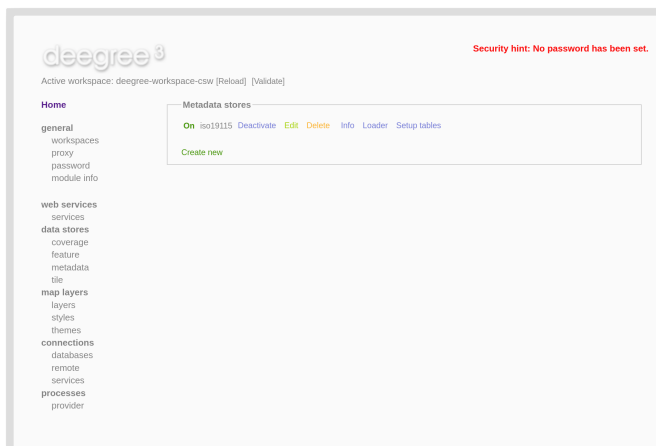 deegree 3
Security hint: No password has been set.
Active workspace: deegree-workspace-csw [Reload] [Validate]
Home
Metadata stores
On iso19115 Deactivate Edit Delete Info Loader Setup tables
Create new
general
workspaces
proxy
password
module info
web services
services
data stores
coverage
feature
metadata
tile
map layers
layers
styles
themes
connections
databases
remote
services
processes
provider